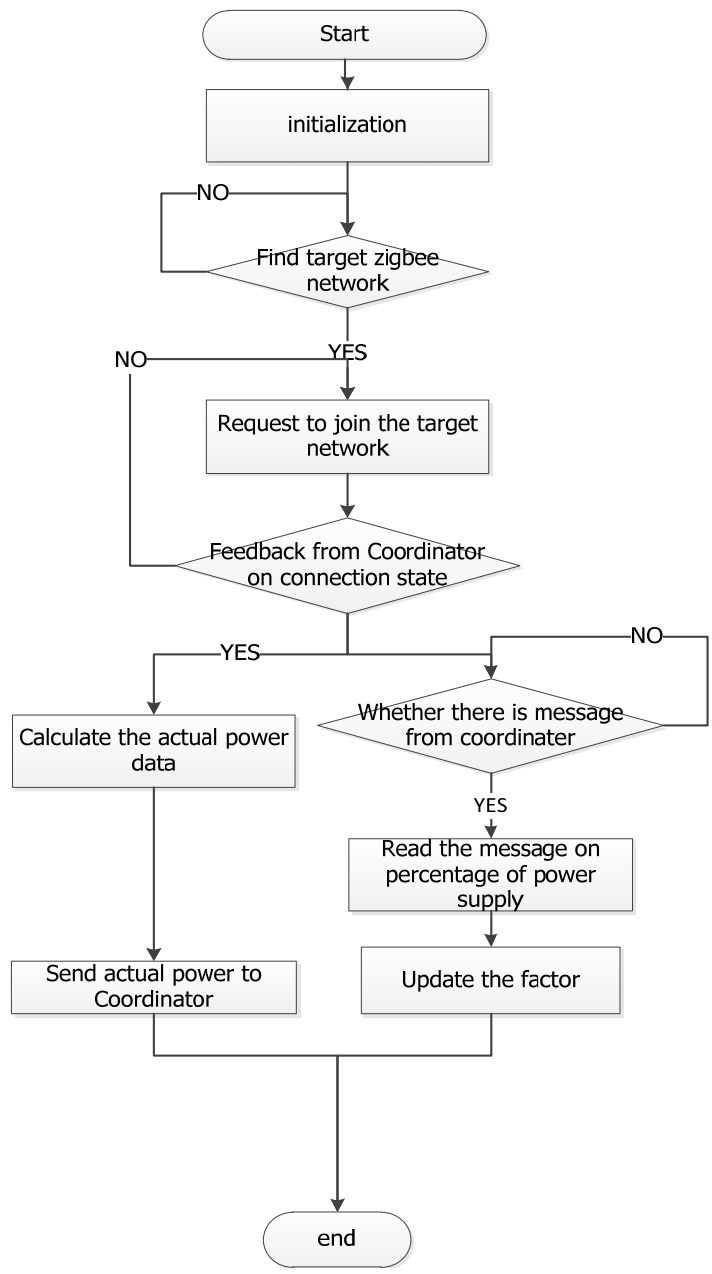 Start
initialization
NO
Find target zigbee
network
YES
NO
Request to join the target
network
Feedback from Coordinator
on connection state
YES
NO
Calculate the actual power
data
Whether there is message
from coordinater
YES
Read the message on
percentage of power
supply
Send actual power to
Coordinator
Update the factor
end